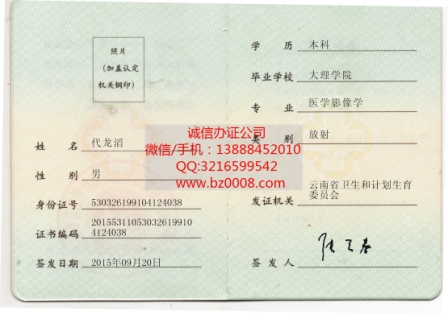 照片
(加盖认定
机关钢印)
姓 名 代龙滔
性 别 男
身份证号 530326199104124038
证书编码 20155311053032619910
4124038
签发日期 2015年09月20日
学 历 本科
毕业学校 大理学院
专 业 医学影像学
类 别 放射
发证机关 云南省卫生和计划生育
委员会
签 发 人
诚信办证公司
微信/手机：13888452010
QQ:3216599542
www.bz0008.com